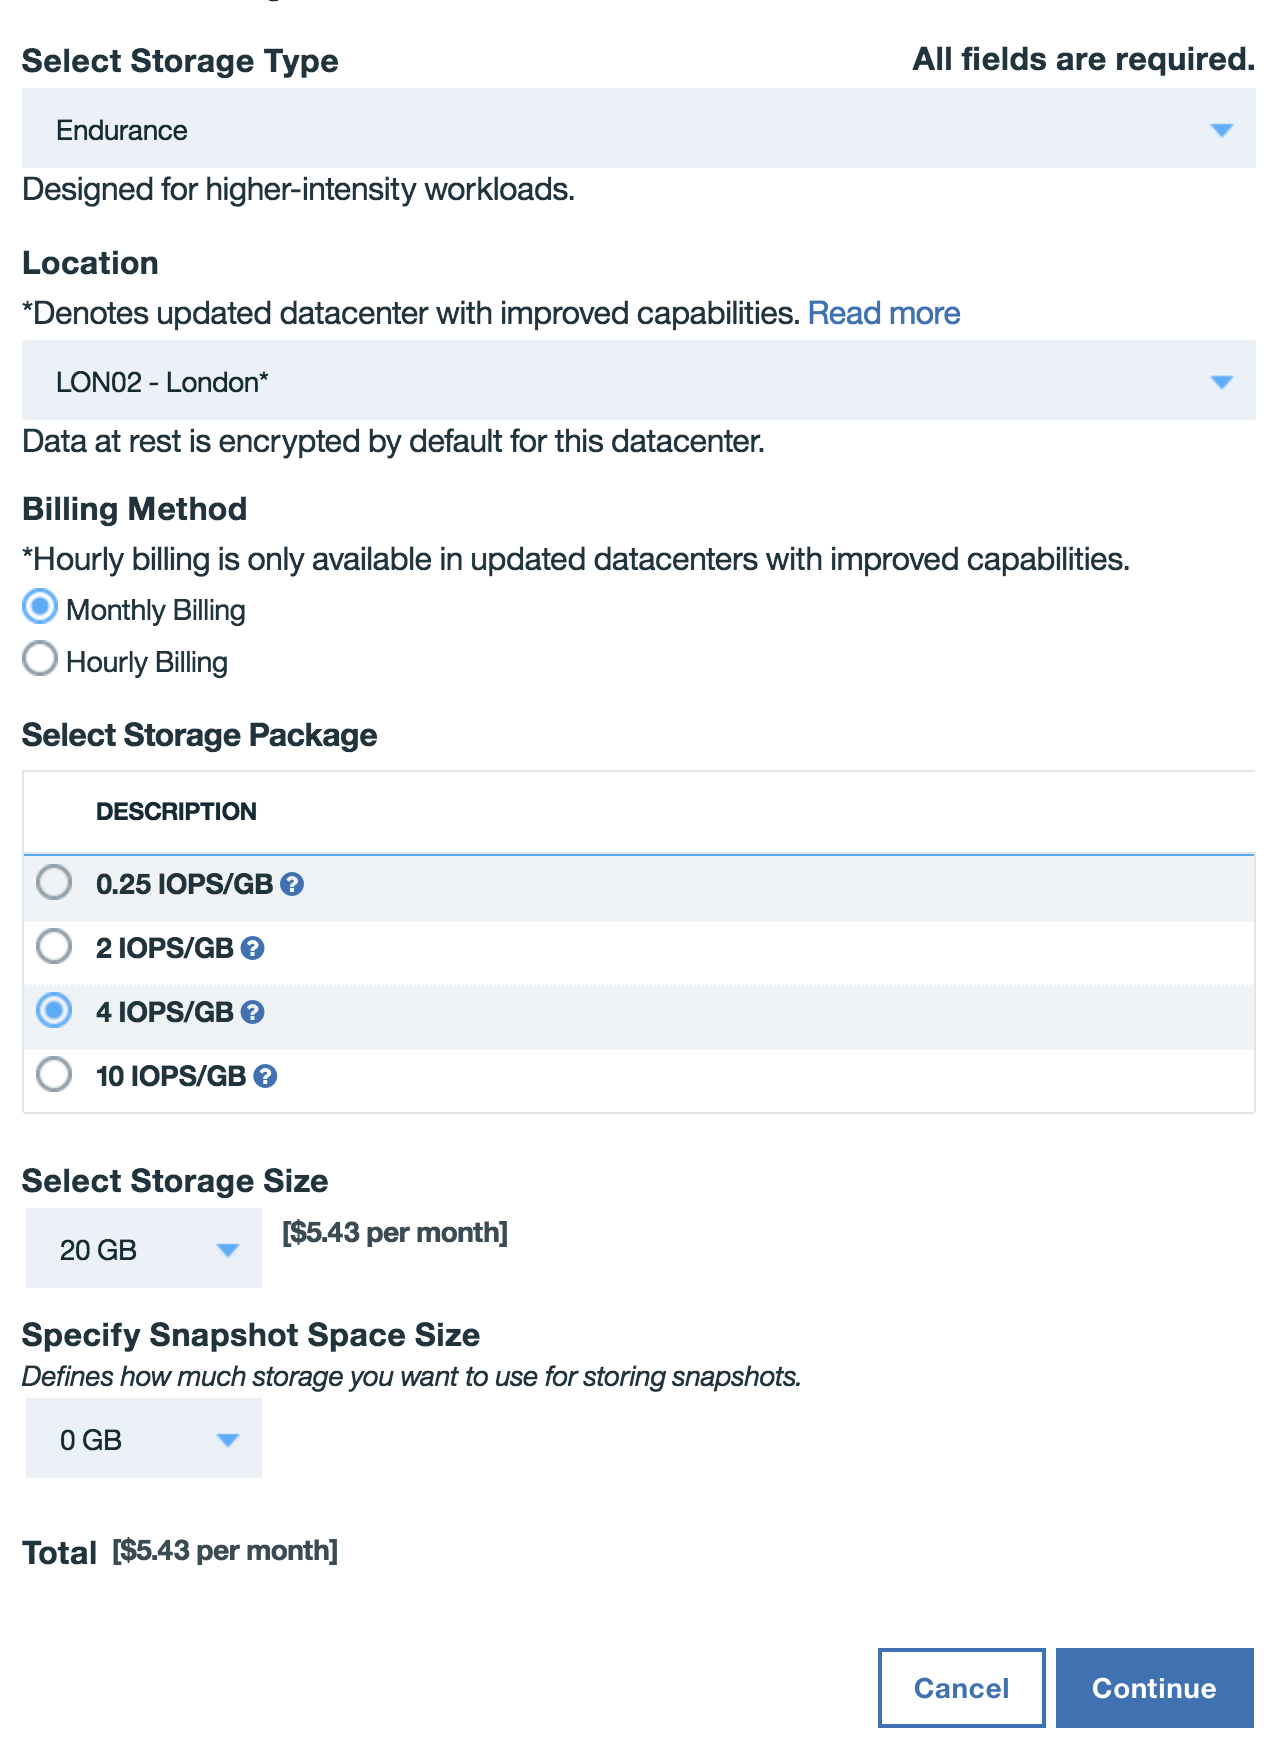 Select Storage Type
All fields are required.
Endurance
Designed for higher-intensity workloads.
Location
*Denotes updated datacenter with improved capabilities. Read more
LON02 - London*
Data at rest is encrypted by default for this datacenter.
Billing Method
*Hourly billing is only available in updated datacenters with improved capabilities.
Monthly Billing
Hourly Billing
Select Storage Package
DESCRIPTION
0.25 IOPS/GB ?
2 IOPS/GB ?
4 IOPS/GB ?
10 IOPS/GB ?
Select Storage Size
20 GB [$5.43 per month]
Specify Snapshot Space Size
Defines how much storage you want to use for storing snapshots.
0 GB
Total [$5.43 per month]
Cancel Continue